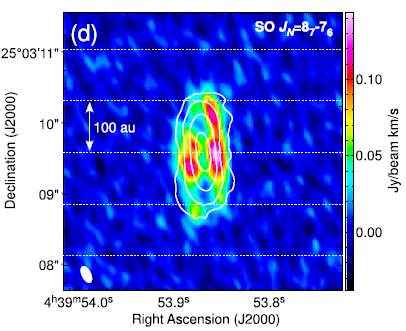 (d)
SO J_N=8_7-7_6
25°03'11"
10"
09"
08"
Declination (J2000)
100 au
4ʰ39ᵐ54.0ˢ
53.9ˢ
53.8ˢ
Right Ascension (J2000)
0.10
0.05
0.00
Jy/beam km/s